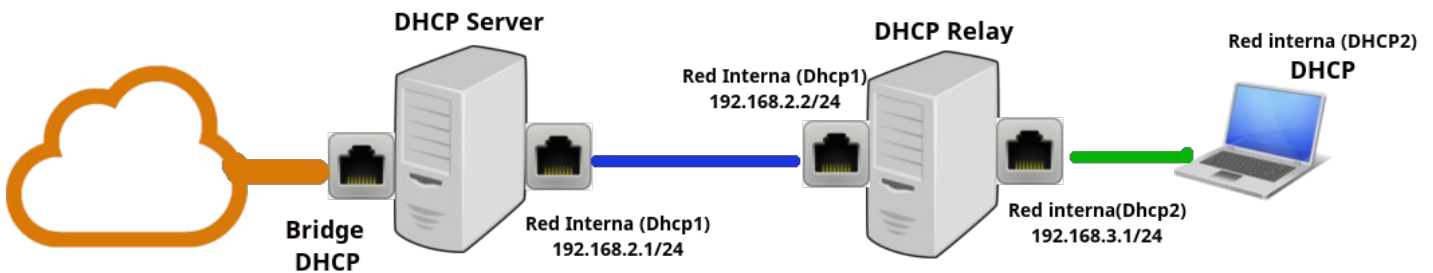 DHCP Server
Bridge
DHCP
Red Interna (Dhcp1)
192.168.2.1/24
DHCP Relay
Red Interna (Dhcp1)
192.168.2.2/24
Red interna(Dhcp2)
192.168.3.1/24
Red interna (DHCP2)
DHCP